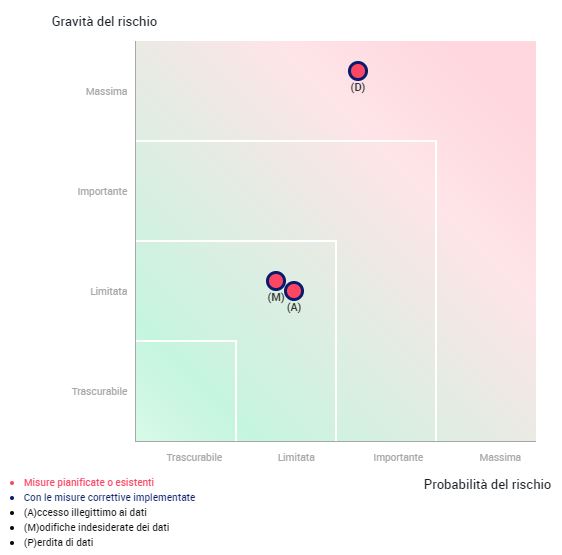 Gravità del rischio
Massima
(D)
Importante
Limitata
(M)
(A)
Trascurabile
Trascurabile
Limitata
Importante
Massima
Probabilità del rischio
Misure pianificate o esistenti
Con le misure correttive implementate
(A)ccesso illegittimo ai dati
(M)odifiche indesiderate dei dati
(P)erdita di dati